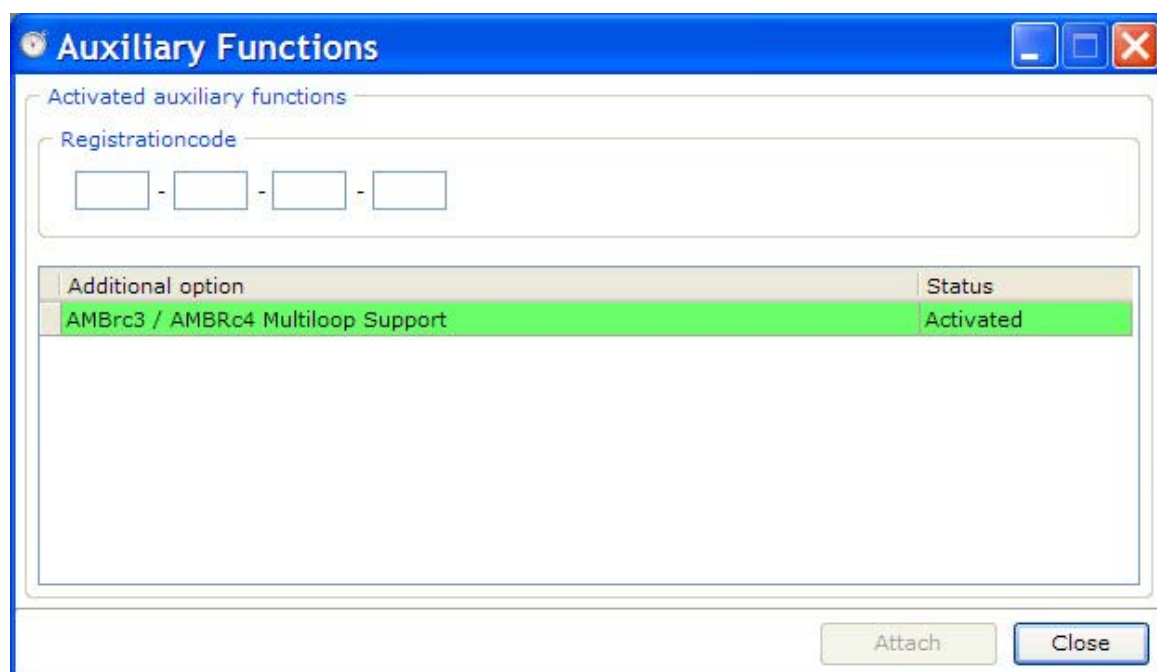 Auxiliary Functions
Activated auxiliary functions
Registrationcode
- - -
Additional option Status
AMBrc3 / AMBRc4 Multiloop Support Activated
Attach Close